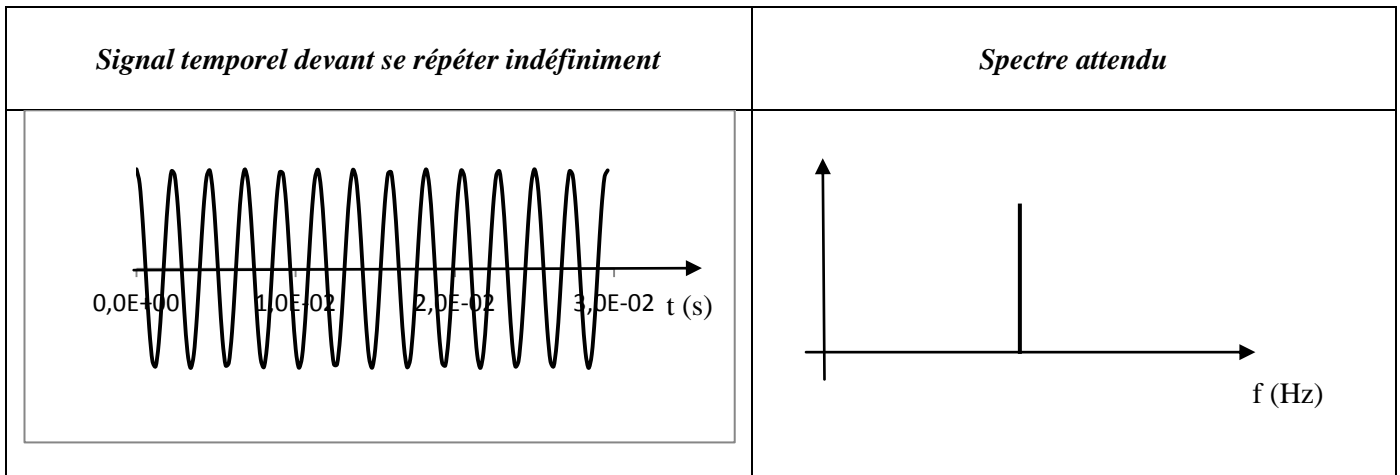 Signal temporel devant se répéter indéfiniment
Spectre attendu
0,0E+00 1,0E-02 2,0E-02 3,0E-02 t (s)
f (Hz)